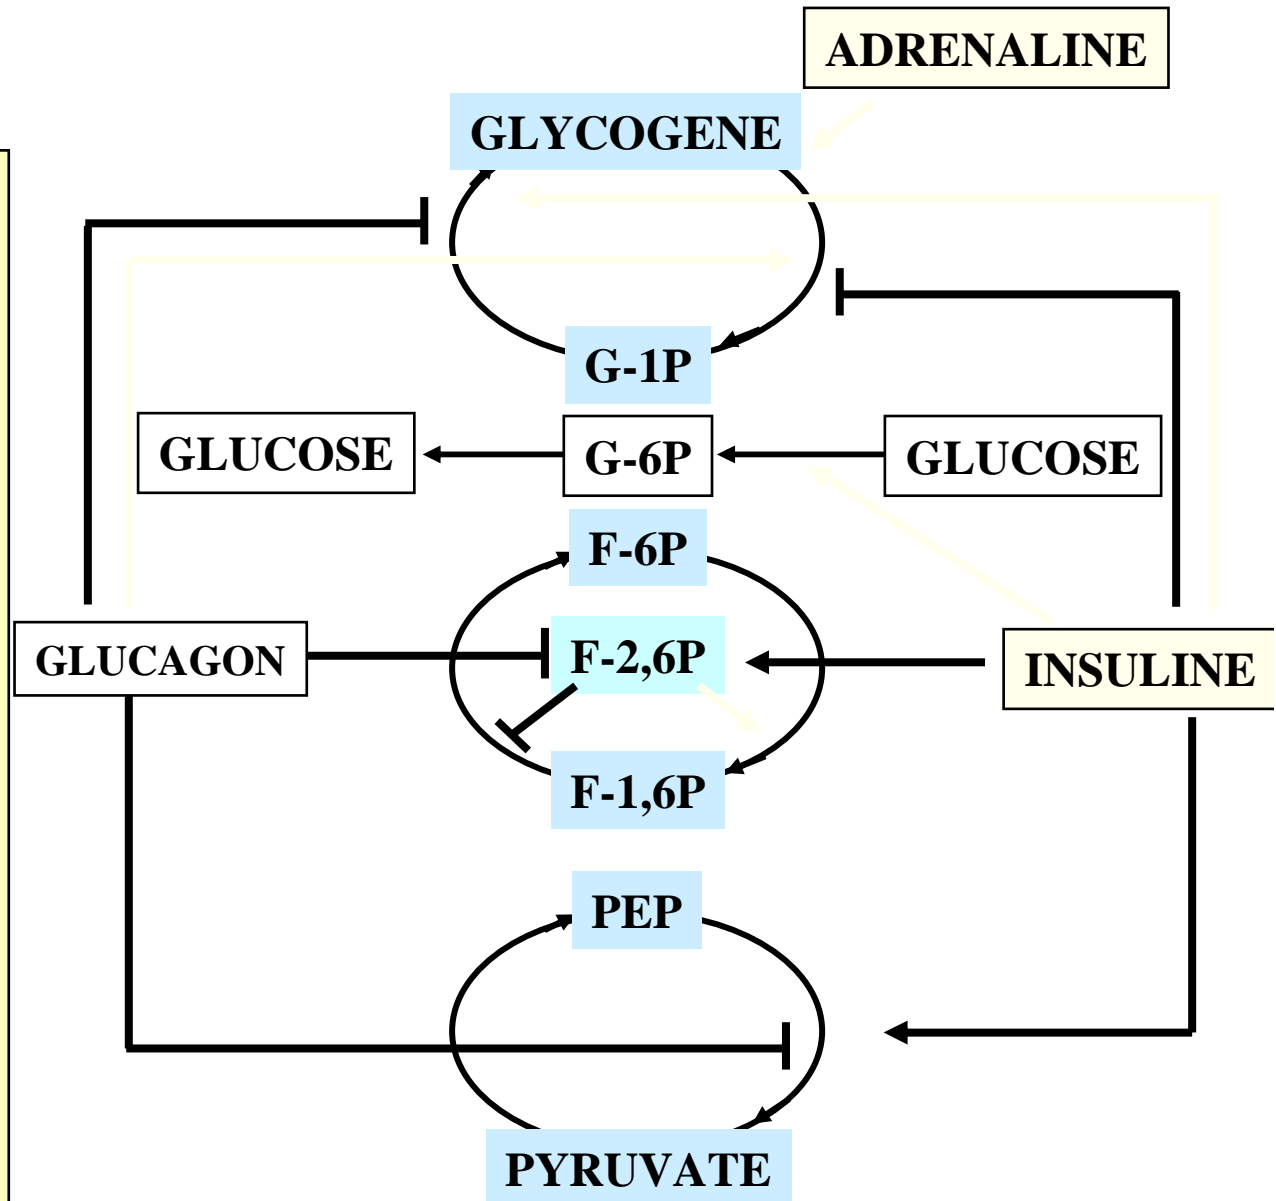 ADRENALINE
GLYCOGENE
G-1P
GLUCOSE
G-6P
GLUCOSE
F-6P
GLUCAGON
F-2,6P
INSULINE
F-1,6P
PEP
PYRUVATE